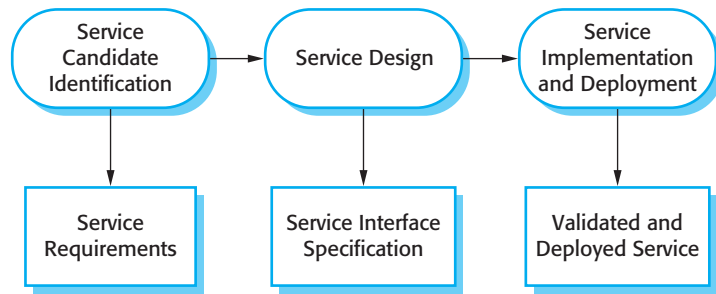 Service
Candidate
Identification
Service Design
Service
Implementation
and Deployment
Service
Requirements
Service Interface
Specification
Validated and
Deployed Service